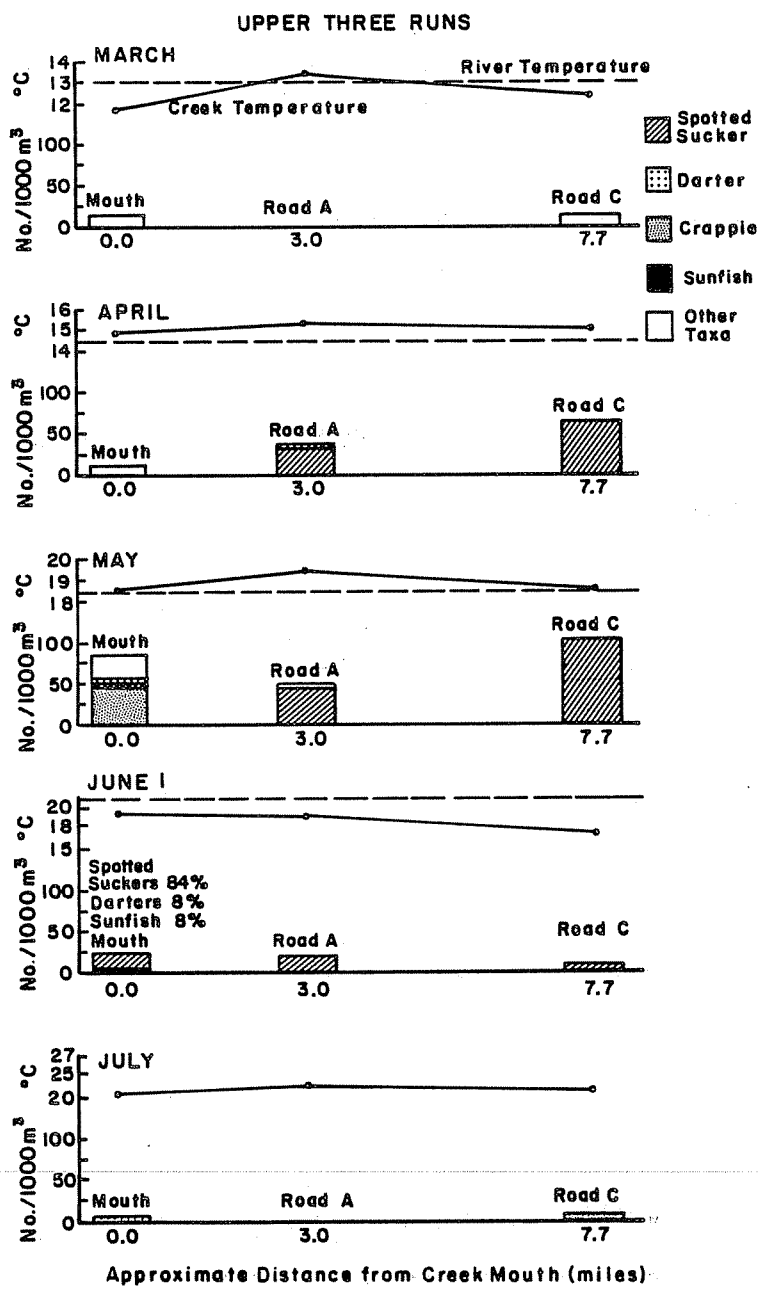 UPPER THREE RUNS
MARCH
°C
14
13
12
River Temperature
Creek Temperature
No./1000 m³
100
50
0
Mouth
Road A
Road C
0.0
3.0
7.7
Spotted
Sucker
Darter
Crappie
Sunfish
Other
Taxa
APRIL
°C
16
15
14
No./1000 m³
100
50
0
Mouth
Road A
Road C
0.0
3.0
7.7
MAY
°C
20
19
18
No./1000 m³
100
50
0
Mouth
Road A
Road C
0.0
3.0
7.7
JUNE 1
°C
20
18
15
No./1000 m³
100
50
0
Spotted
Suckers 84%
Darters 8%
Sunfish 8%
Mouth
Road A
Road C
0.0
3.0
7.7
JULY
°C
27
25
20
No./1000 m³
100
50
0
Mouth
Road A
Road C
0.0
3.0
7.7
Approximate Distance from Creek Mouth (miles)